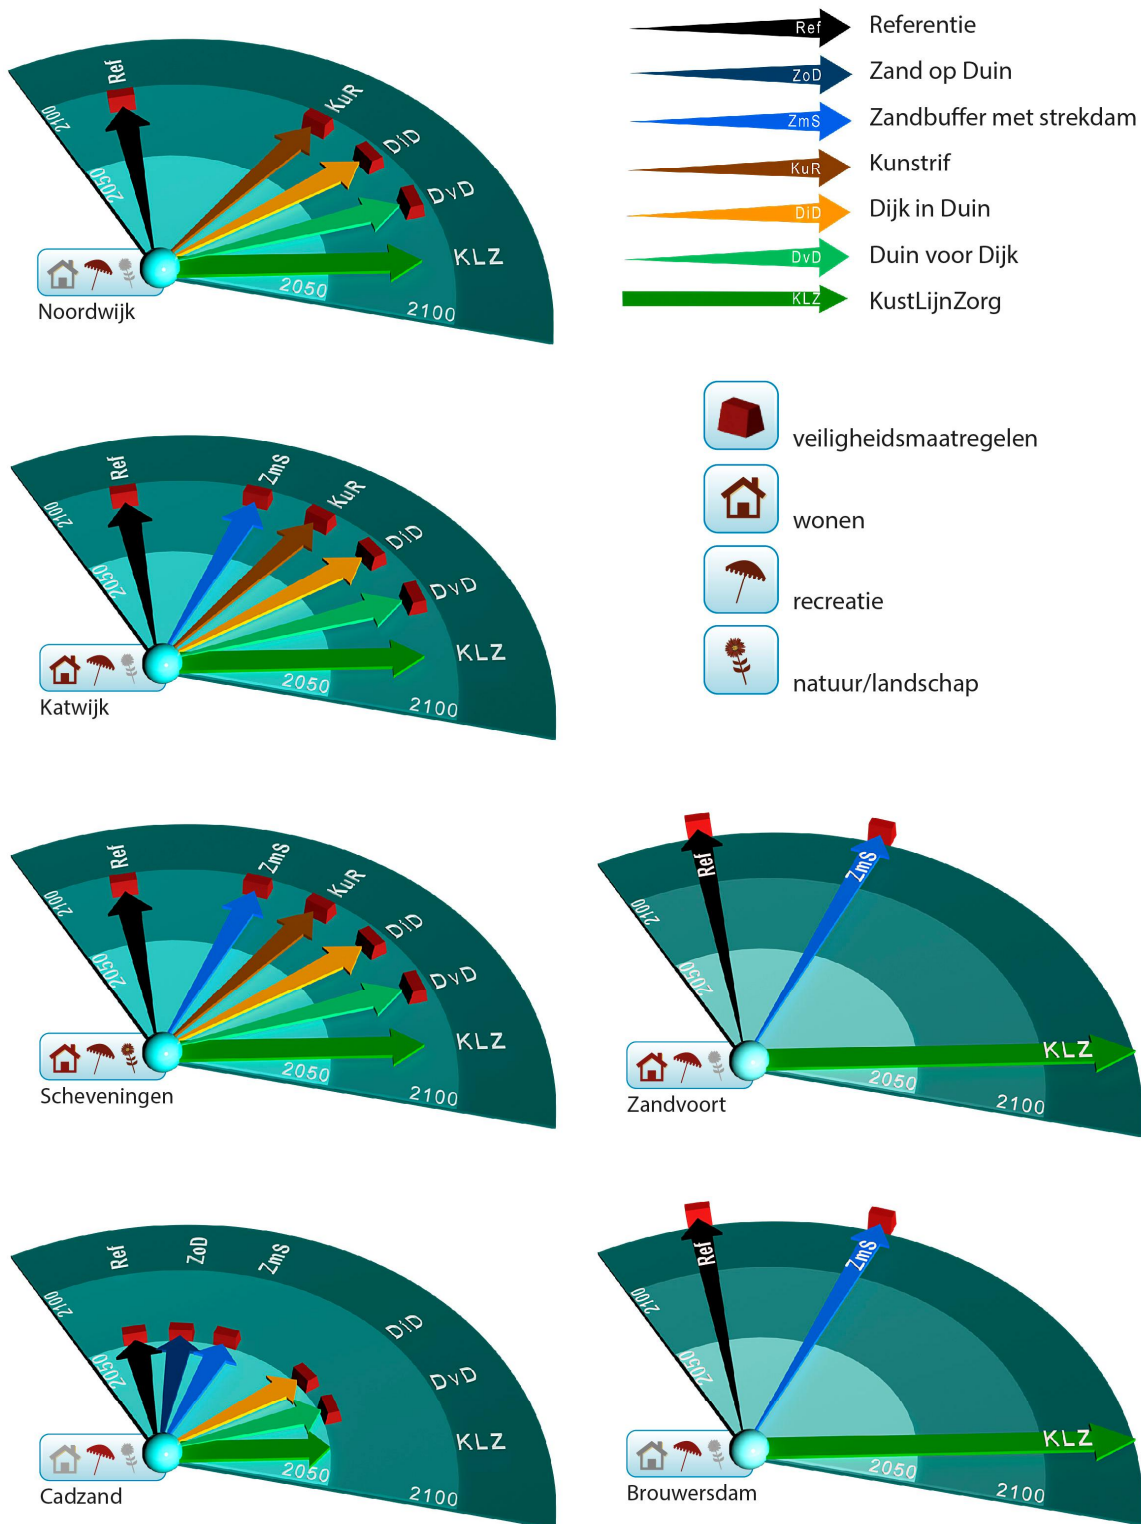 Ref
KuR
DiD
DvD
KLZ
2100
2050
2050
2100
Noordwijk
Ref Referentie
ZoD Zand op Duin
ZmS Zandbuffer met strekdam
KuR Kunstrif
DiD Dijk in Duin
DvD Duin voor Dijk
KLZ KustLijnZorg
veiligheidsmaatregelen
wonen
recreatie
natuur/landschap
Ref
ZmS
KuR
DiD
DvD
KLZ
2100
2050
2050
2100
Katwijk
Ref
ZmS
KuR
DiD
DvD
KLZ
2100
2050
2050
2100
Scheveningen
Ref
ZmS
KLZ
2100
2050
2050
2100
Zandvoort
Ref
ZoD
ZmS
DiD
DvD
KLZ
2100
2050
2050
2100
Cadzand
Ref
ZmS
KLZ
2100
2050
2050
2100
Brouwersdam